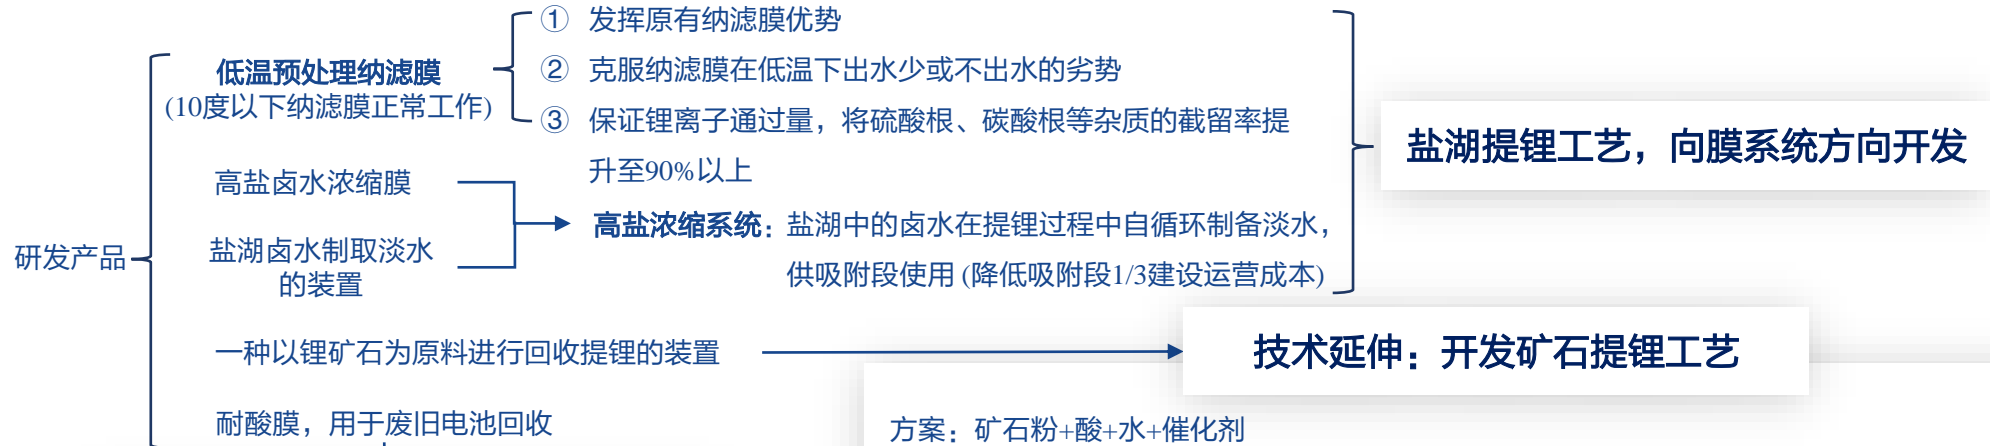 研发产品
低温预处理纳滤膜
(10度以下纳滤膜正常工作)
① 发挥原有纳滤膜优势
② 克服纳滤膜在低温下出水少或不出水的劣势
③ 保证锂离子通过量，将硫酸根、碳酸根等杂质的截留率提
升至90%以上
高盐卤水浓缩膜
盐湖卤水制取淡水
的装置
高盐浓缩系统：盐湖中的卤水在提锂过程中自循环制备淡水，
供吸附段使用 (降低吸附段1/3建设运营成本)
盐湖提锂工艺，向膜系统方向开发
一种以锂矿石为原料进行回收提锂的装置
技术延伸：开发矿石提锂工艺
耐酸膜，用于废旧电池回收
方案：矿石粉+酸+水+催化剂